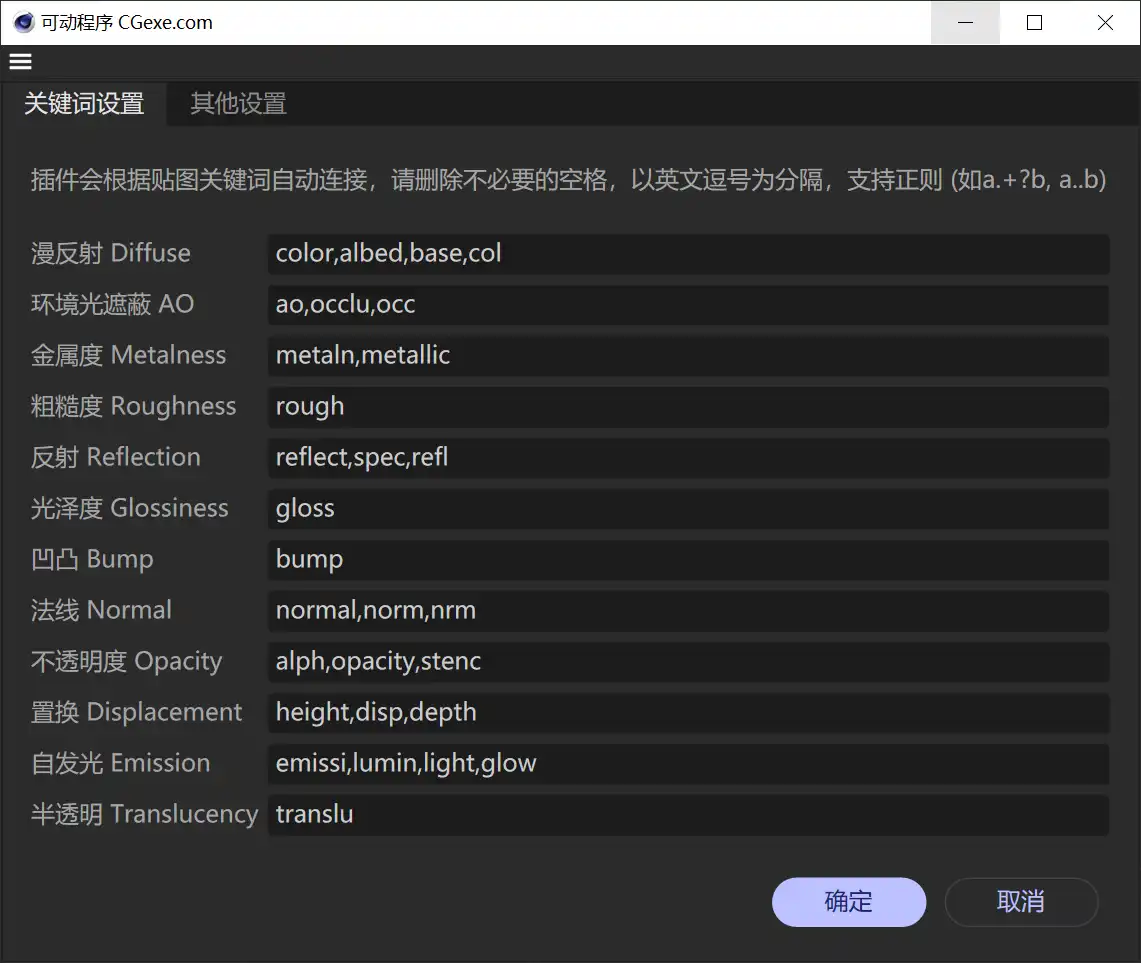 可动程序 CGexe.com
关键词设置 其他设置
插件会根据贴图关键词自动连接，请删除不必要的空格，以英文逗号为分隔，支持正则 (如a.+?b, a..b)
漫反射 Diffuse color,albed,base,col
环境光遮蔽 AO ao,occlu,occ
金属度 Metalness metaln,metallic
粗糙度 Roughness rough
反射 Reflection reflect,spec,refl
光泽度 Glossiness gloss
凹凸 Bump bump
法线 Normal normal,norm,nrm
不透明度 Opacity alph,opacity,stenc
置换 Displacement height,disp,depth
自发光 Emission emissi,lumin,light,glow
半透明 Translucency translu
确定 取消